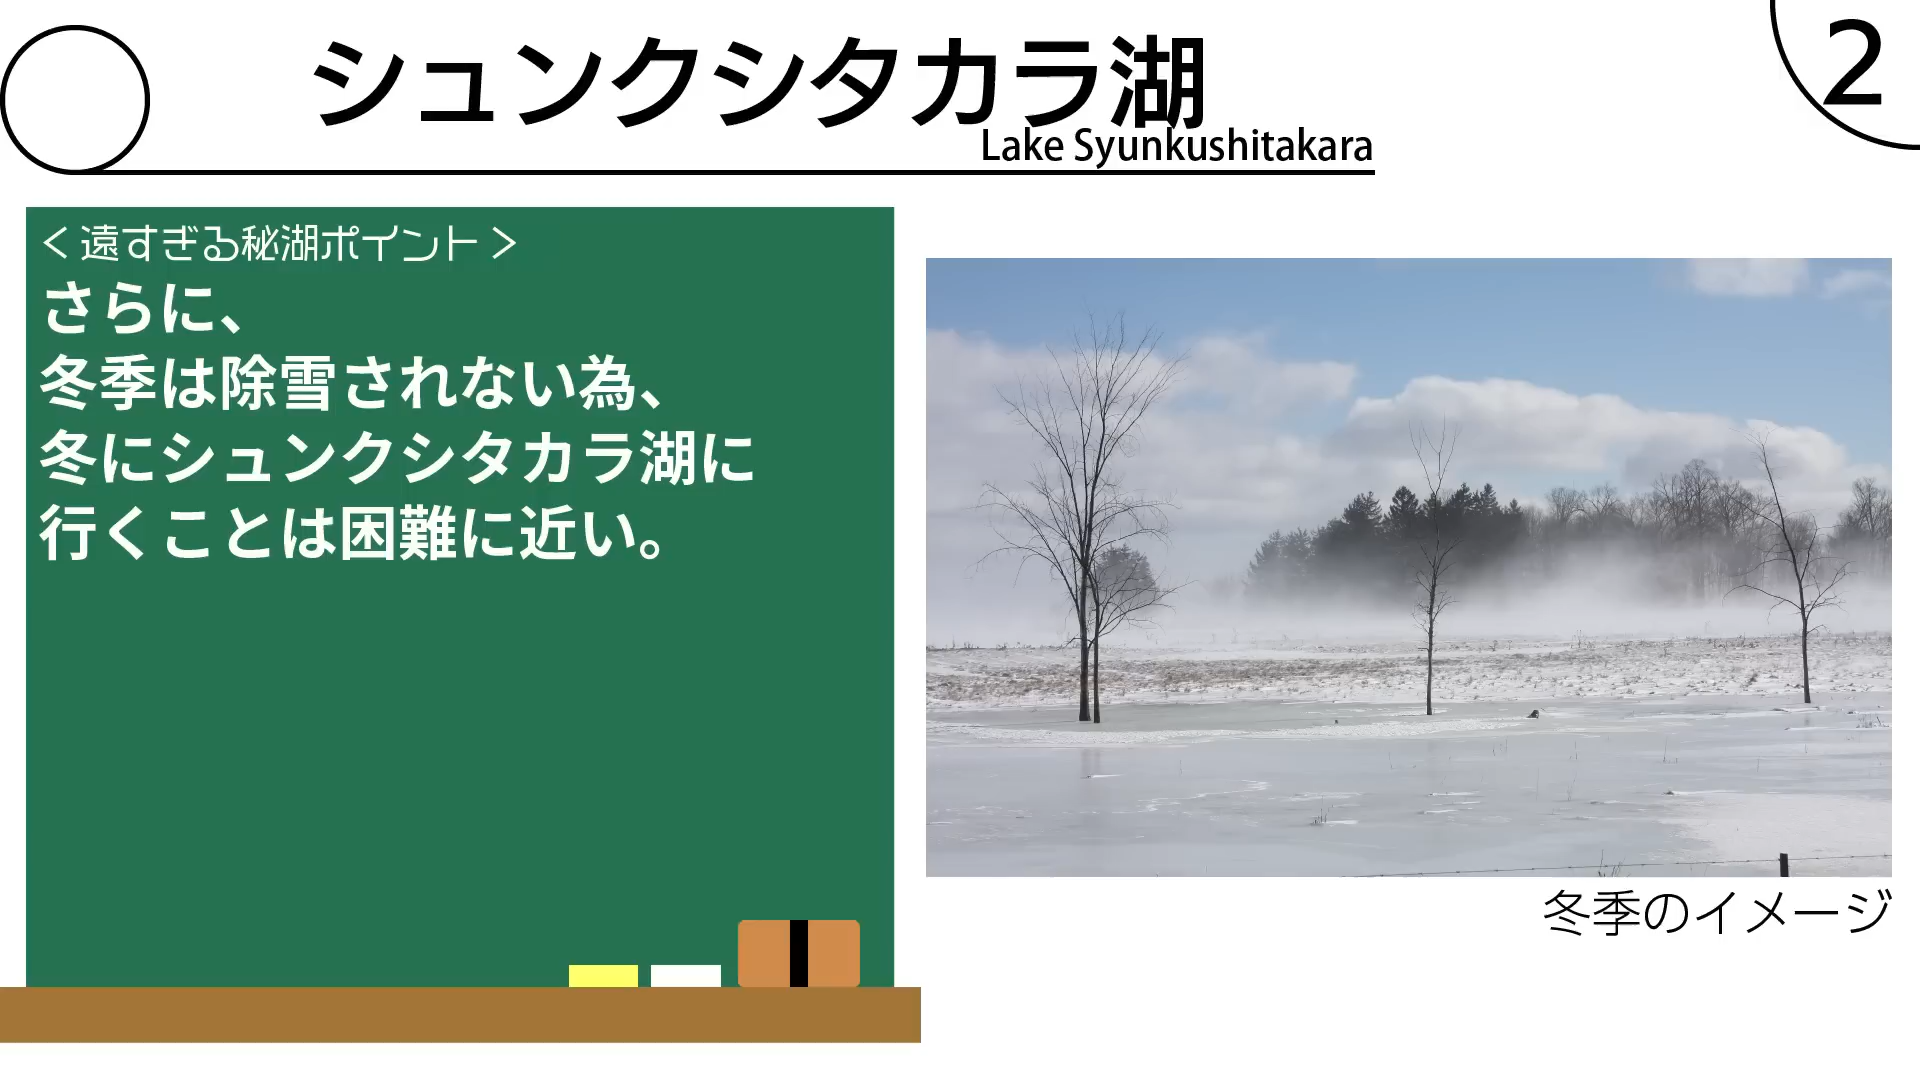 シュンクシタカラ湖
Lake Syunkushitakara
2
＜遠すぎる秘湖ポイント＞
さらに、
冬季は除雪されない為、
冬にシュンクシタカラ湖に
行くことは困難に近い。
冬季のイメージ